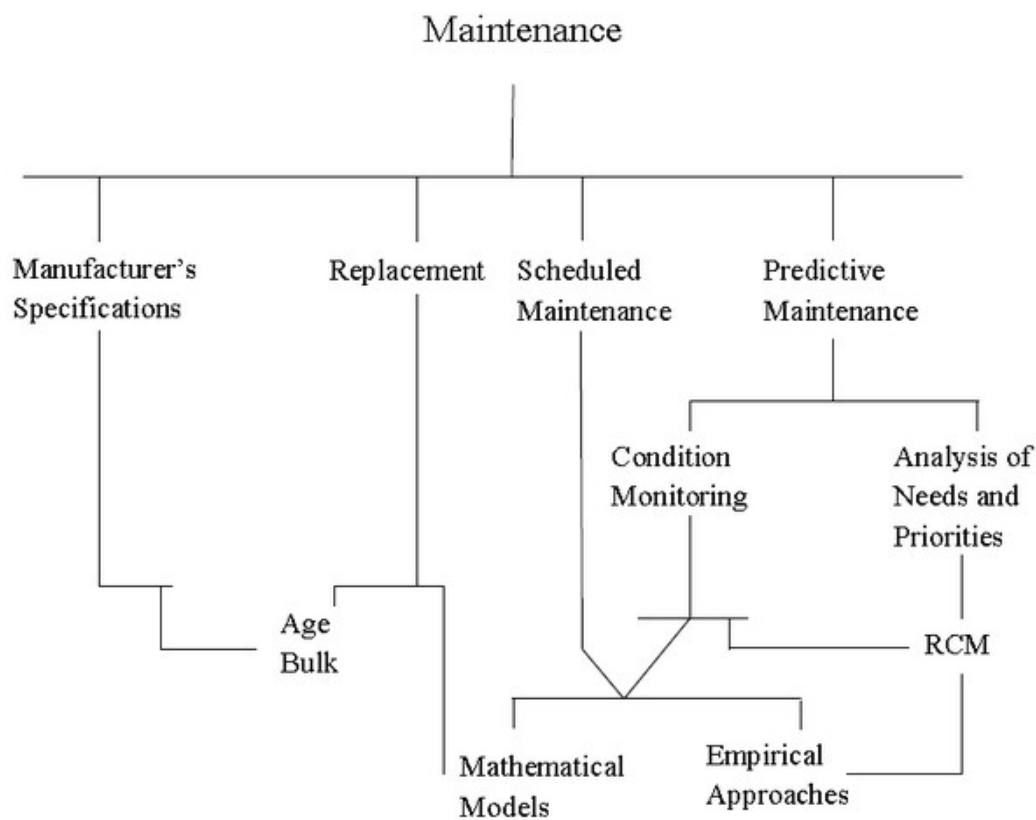 Maintenance
Manufacturer's
Specifications
Replacement
Scheduled
Maintenance
Predictive
Maintenance
Condition
Monitoring
Analysis of
Needs and
Priorities
Age
Bulk
RCM
Mathematical
Models
Empirical
Approaches